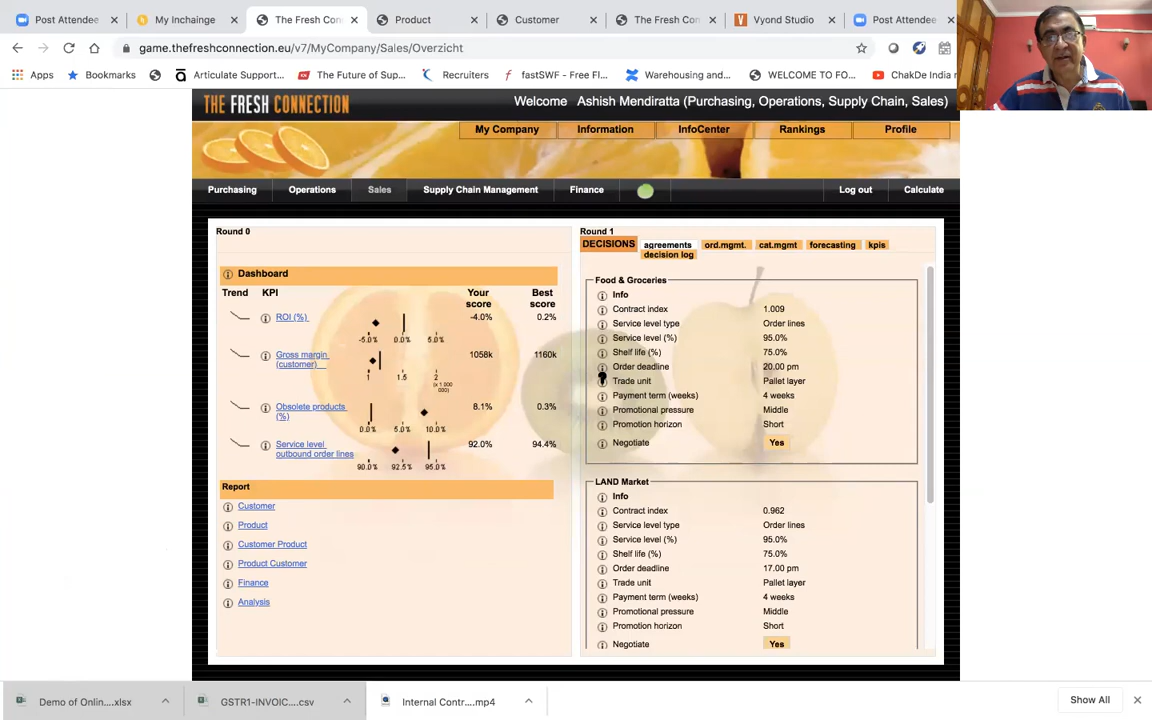 Post Attendee
My Inchainge
The Fresh Con
Product
Customer
The Fresh Con
Vyond Studio
Post Attendee
game.thefreshconnection.eu/v7/MyCompany/Sales/Overzicht
Apps
Bookmarks
Articulate Support...
The Future of Sup...
Recruiters
fastSWF - Free Fl...
Warehousing and...
WELCOME TO FO...
ChakDe India r
THE FRESH CONNECTION
Welcome Ashish Mendiratta (Purchasing, Operations, Supply Chain, Sales)
My Company Information InfoCenter Rankings Profile
Purchasing Operations Sales Supply Chain Management Finance Log out Calculate
Round 0
Dashboard
Trend KPI Your score Best score
ROI (%) -4.0% 0.2%
-5.0% 0.0% 5.0%
Gross margin (customer) 1058k 1160k
1 1.5 2
(x 1.000 000)
Obsolete products (%) 8.1% 0.3%
0.0% 5.0% 10.0%
Service level outbound order lines 92.0% 94.4%
90.0% 92.5% 95.0%
Report
Customer
Product
Customer Product
Product Customer
Finance
Analysis
Round 1
DECISIONS agreements ord.mgmt. cat.mgmt forecasting kpis
decision log
Food & Groceries
Info
Contract index 1.009
Service level type Order lines
Service level (%) 95.0%
Shelf life (%) 75.0%
Order deadline 20.00 pm
Trade unit Pallet layer
Payment term (weeks) 4 weeks
Promotional pressure Middle
Promotion horizon Short
Negotiate Yes
LAND Market
Info
Contract index 0.962
Service level type Order lines
Service level (%) 95.0%
Shelf life (%) 75.0%
Order deadline 17.00 pm
Trade unit Pallet layer
Payment term (weeks) 4 weeks
Promotional pressure Middle
Promotion horizon Short
Negotiate Yes
Demo of Onlin....xlsx
GSTR1-INVOIC....csv
Internal Contr....mp4
Show All